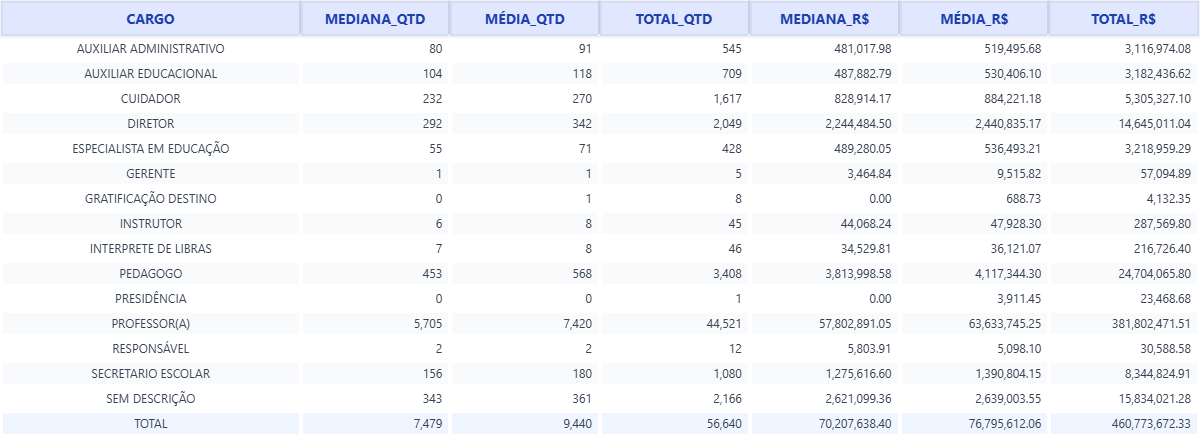 CARGO MEDIANA_QTD MÉDIA_QTD TOTAL_QTD MEDIANA_R$ MÉDIA_R$ TOTAL_R$
AUXILIAR ADMINISTRATIVO 80 91 545 481,017.98 519,495.68 3,116,974.08
AUXILIAR EDUCACIONAL 104 118 709 487,882.79 530,406.10 3,182,436.62
CUIDADOR 232 270 1,617 828,914.17 884,221.18 5,305,327.10
DIRETOR 292 342 2,049 2,244,484.50 2,440,835.17 14,645,011.04
ESPECIALISTA EM EDUCAÇÃO 55 71 428 489,280.05 536,493.21 3,218,959.29
GERENTE 1 1 5 3,464.84 9,515.82 57,094.89
GRATIFICAÇÃO DESTINO 0 1 8 0.00 688.73 4,132.35
INSTRUTOR 6 8 45 44,068.24 47,928.30 287,569.80
INTERPRETE DE LIBRAS 7 8 46 34,529.81 36,121.07 216,726.40
PEDAGOGO 453 568 3,408 3,813,998.58 4,117,344.30 24,704,065.80
PRESIDÊNCIA 0 0 1 0.00 3,911.45 23,468.68
PROFESSOR(A) 5,705 7,420 44,521 57,802,891.05 63,633,745.25 381,802,471.51
RESPONSÁVEL 2 2 12 5,803.91 5,098.10 30,588.58
SECRETARIO ESCOLAR 156 180 1,080 1,275,616.60 1,390,804.15 8,344,824.91
SEM DESCRIÇÃO 343 361 2,166 2,621,099.36 2,639,003.55 15,834,021.28
TOTAL 7,479 9,440 56,640 70,207,638.40 76,795,612.06 460,773,672.33